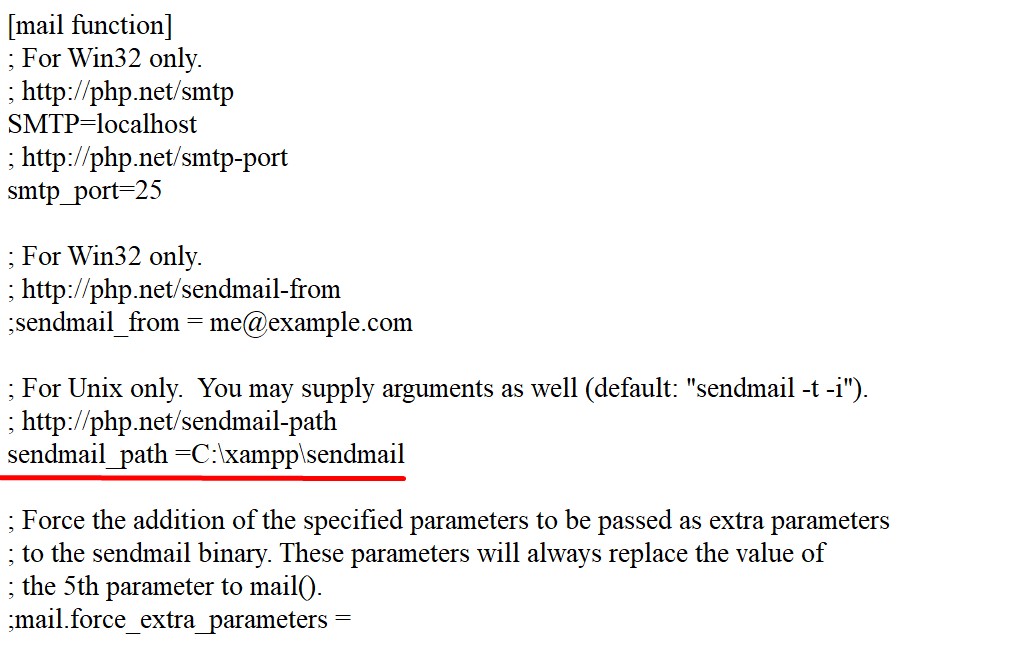 [mail function]
; For Win32 only.
; http://php.net/smtp
SMTP=localhost
; http://php.net/smtp-port
smtp_port=25
; For Win32 only.
; http://php.net/sendmail-from
;sendmail_from = me@example.com
; For Unix only.  You may supply arguments as well (default: "sendmail -t -i").
; http://php.net/sendmail-path
sendmail_path =C:\xampp\sendmail
; Force the addition of the specified parameters to be passed as extra parameters
; to the sendmail binary. These parameters will always replace the value of
; the 5th parameter to mail().
;mail.force_extra_parameters =